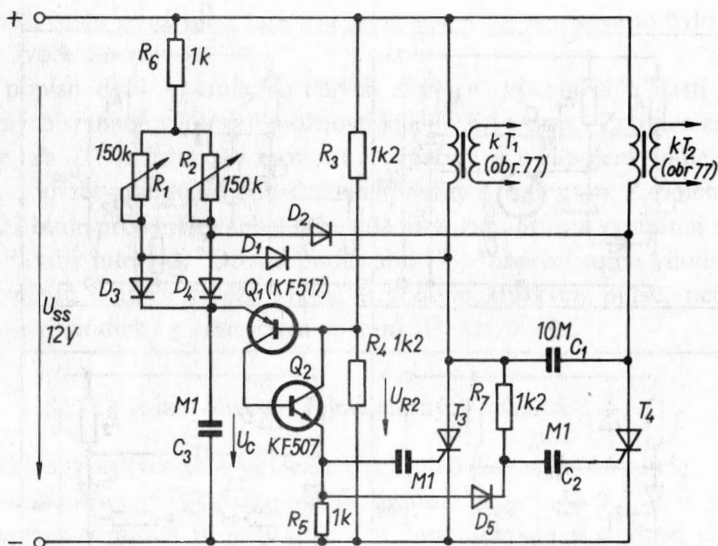 +
R6 1k
150k R1
R2 150k
R3 1k2
kT1
(obr 77)
kT2
(obr 77)
D2
D1
D3 D4
Q1 (KF517)
USS
12V
R4 1k2
10M
C1
Q2
UR2
R7
1k2
T3
T4
M1
C3
UC
KF507
M1
M1
C2
R5 1k
D5
−